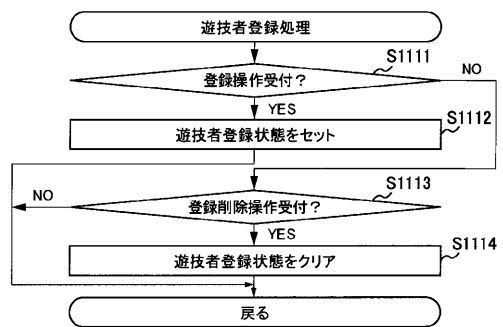 遊技者登録処理
S1111
登録操作受付？
NO
YES
S1112
遊技者登録状態をセット
S1113
NO
登録削除操作受付？
YES
S1114
遊技者登録状態をクリア
戻る